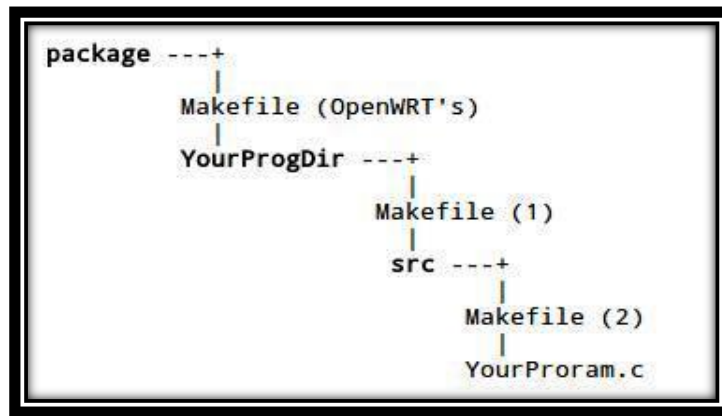 package ---+
|
Makefile (OpenWRT's)
|
YourProgDir ---+
|
Makefile (1)
|
src ---+
|
Makefile (2)
|
YourProram.c